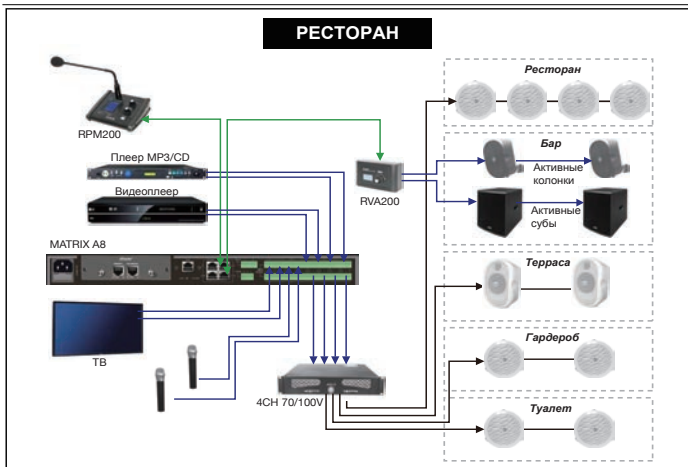 РЕСТОРАН
RPM200
Плеер MP3/CD
Видеоплеер
MATRIX A8
ТВ
4CH 70/100V
RVA200
Ресторан
Бар
Активные
колонки
Активные
субы
Терраса
Гардероб
Туалет